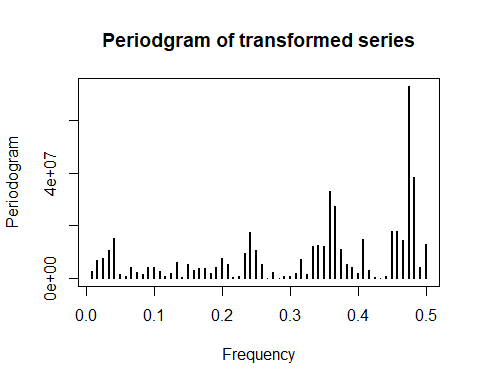 Periodgram of transformed series
Periodogram
4e+07
0e+00
0.0 0.1 0.2 0.3 0.4 0.5
Frequency